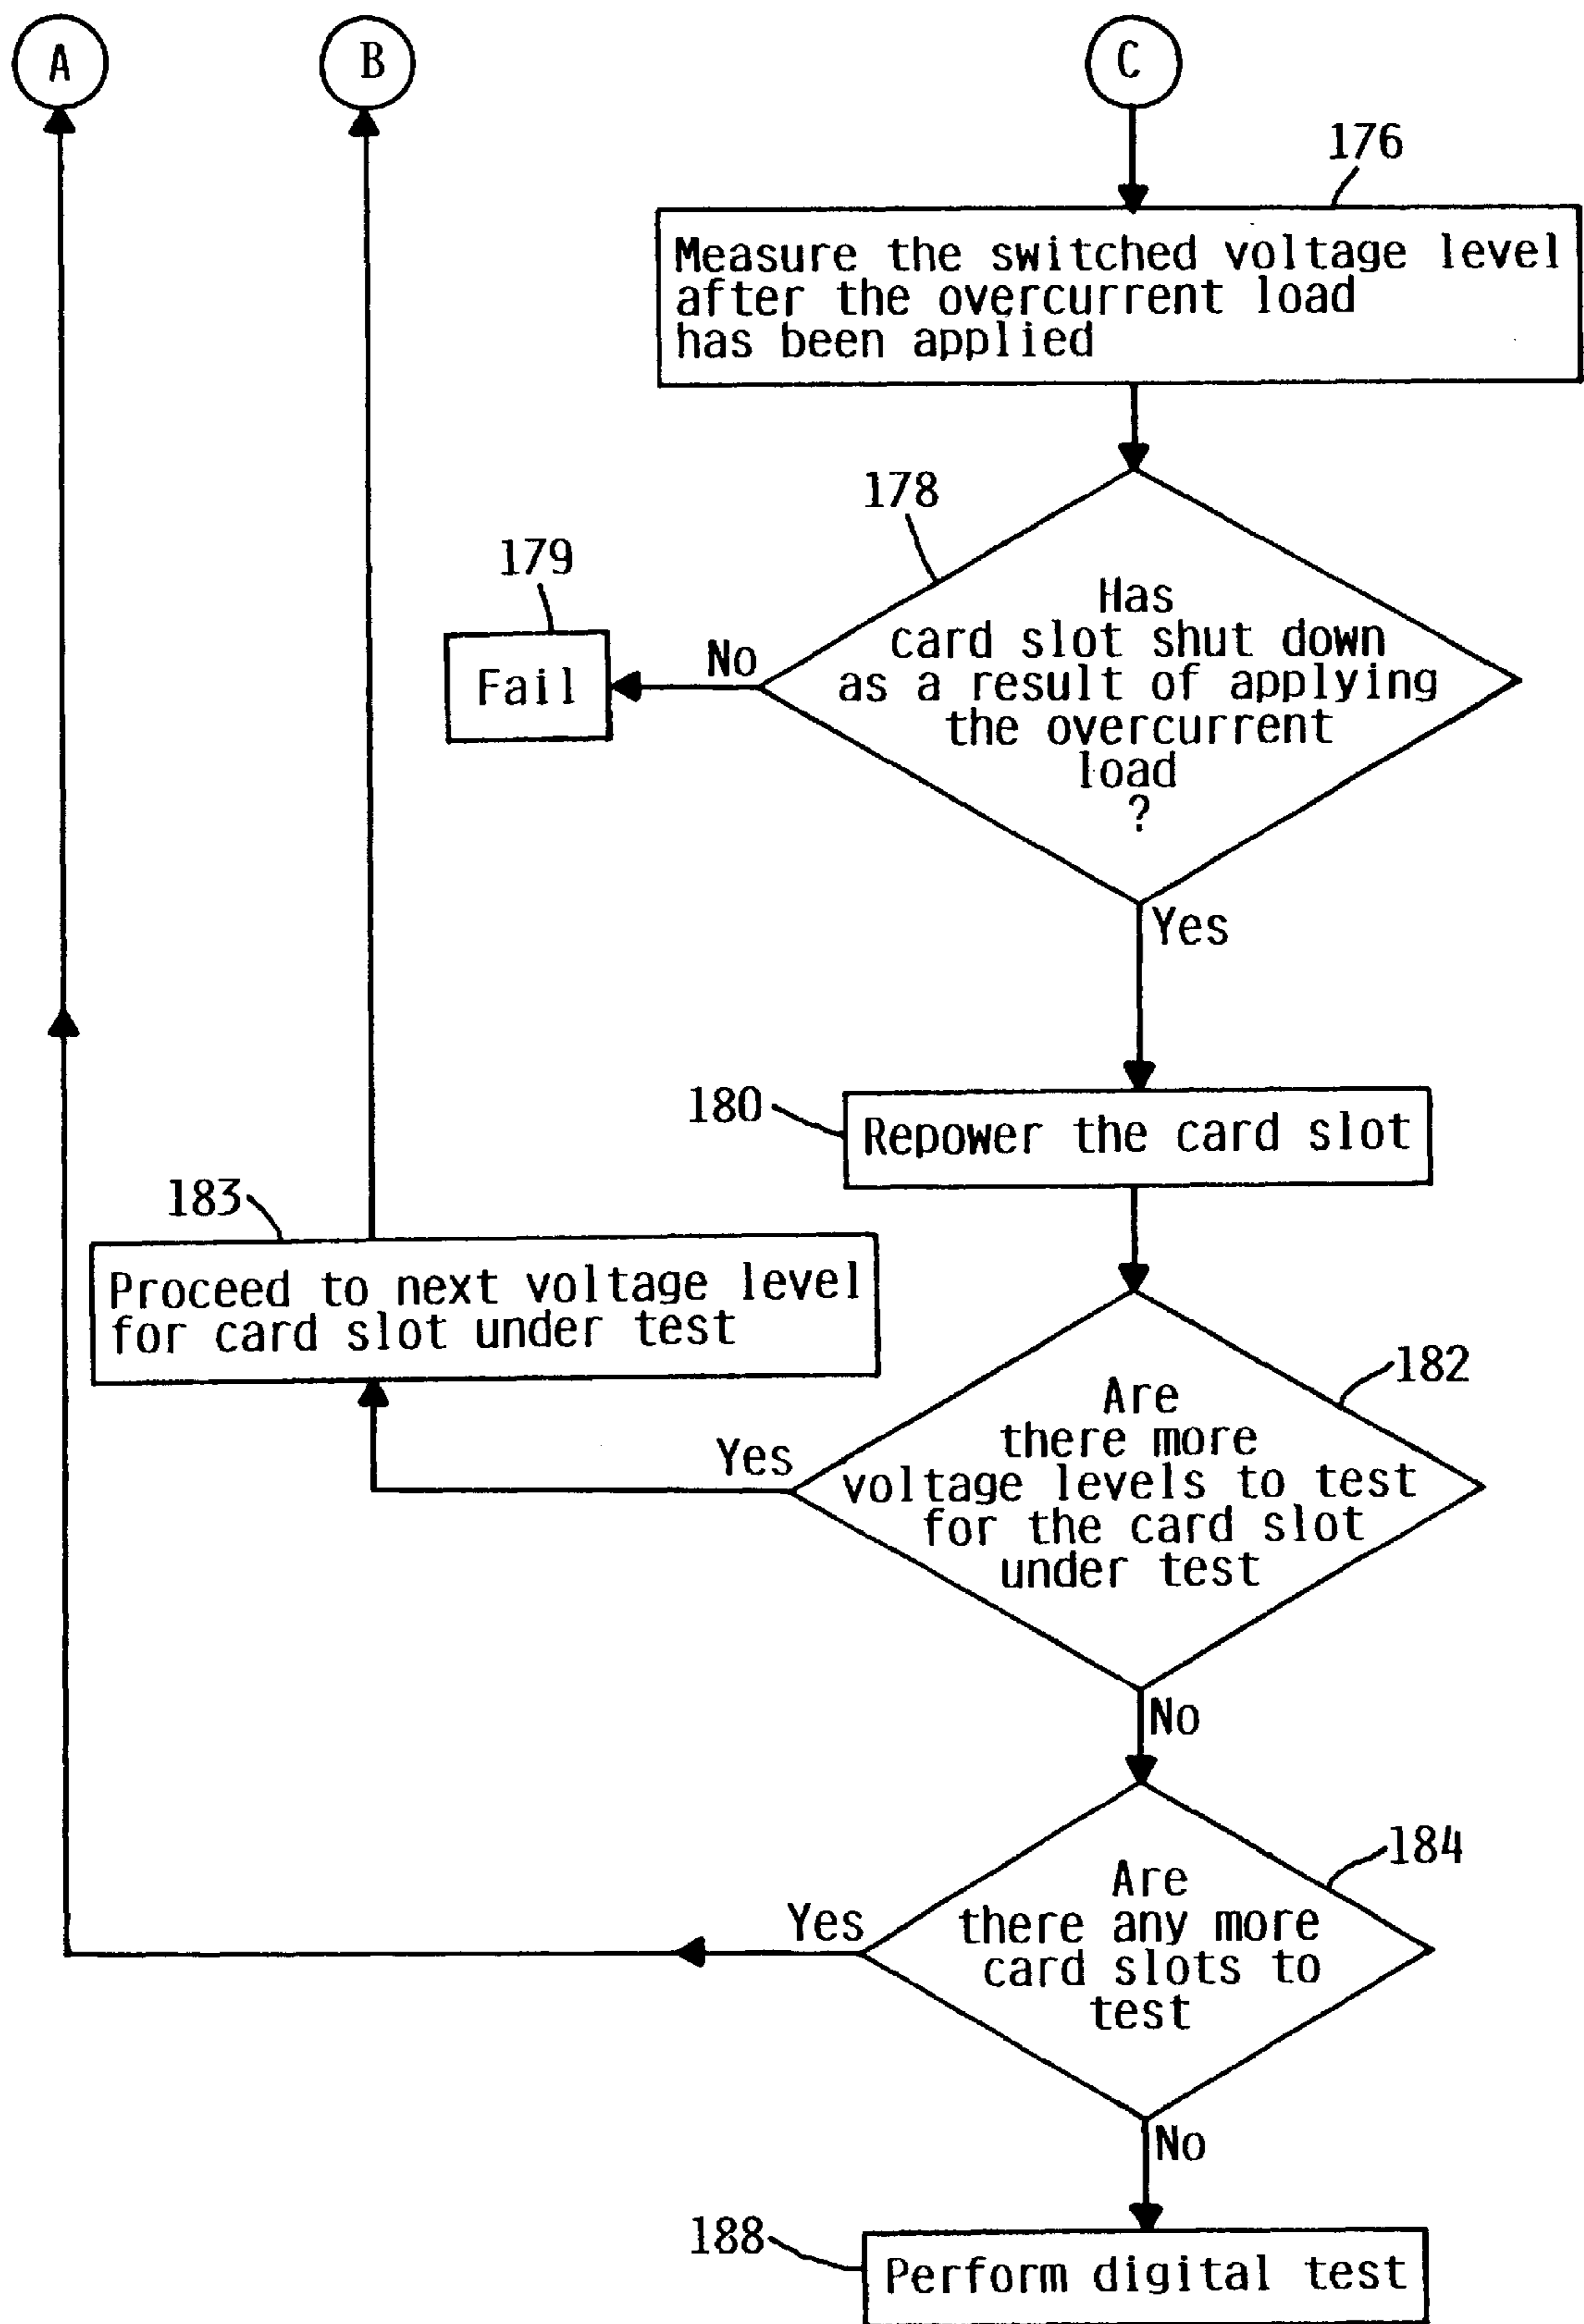 A
B
C
176
Measure the switched voltage level
after the overcurrent load
has been applied
178
179
Has
card slot shut down
as a result of applying
the overcurrent
load
?
No
Fail
Yes
180
Repower the card slot
183
Proceed to next voltage level
for card slot under test
182
Are
there more
voltage levels to test
for the card slot
under test
Yes
No
184
Are
there any more
card slots to
test
Yes
No
188
Perform digital test